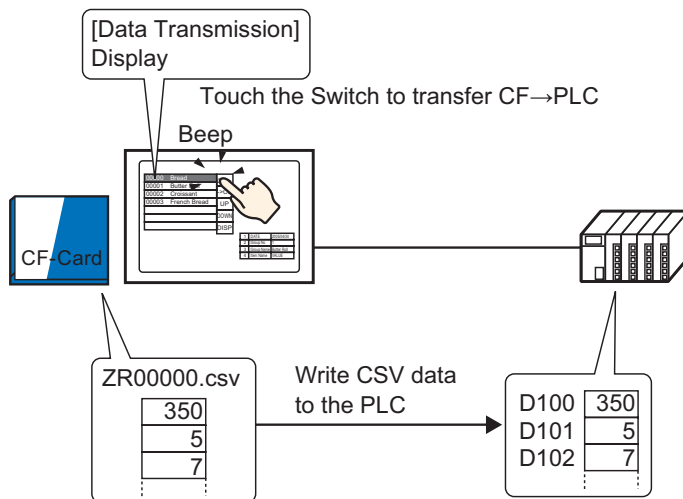 [Data Transmission]
Display
Touch the Switch to transfer CF→PLC
Beep
00000 Bread
00001 Butter
00002 Croissant
00003 French Bread
UP
DOWN
DISP
CF-Card
ZR00000.csv
350
5
7
Write CSV data
to the PLC
D100 350
D101 5
D102 7